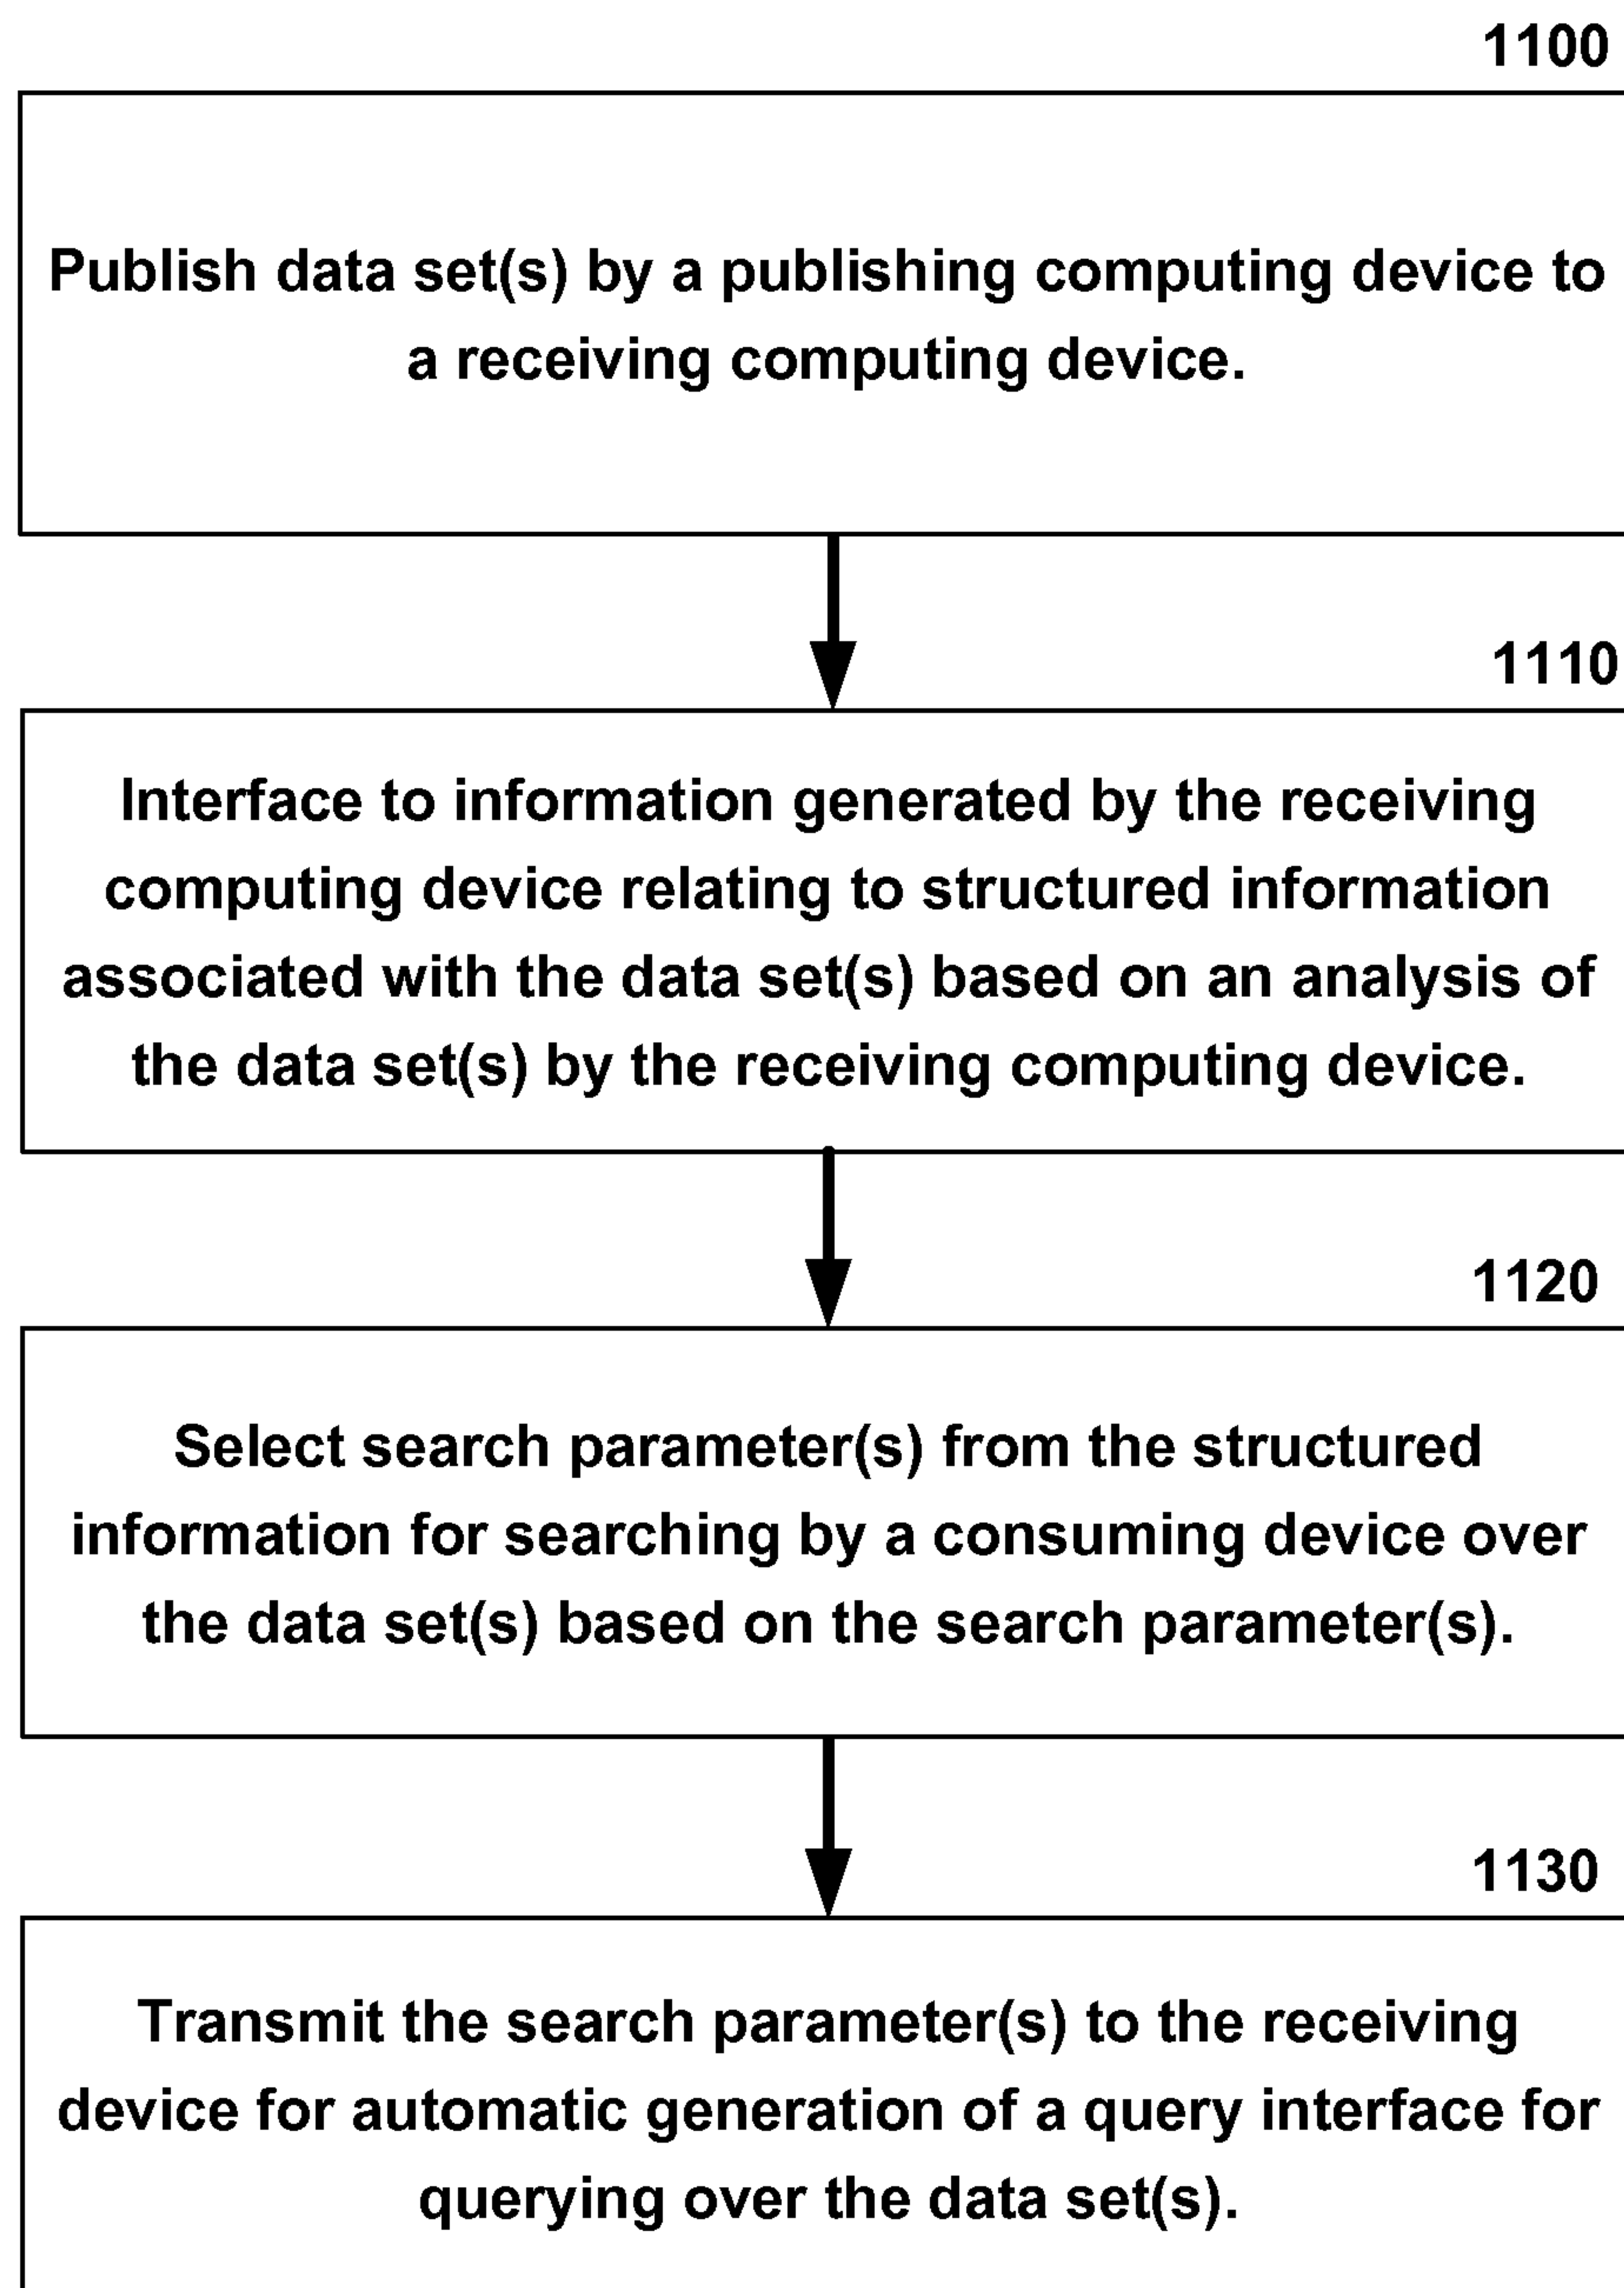 1100
Publish data set(s) by a publishing computing device to
a receiving computing device.
1110
Interface to information generated by the receiving
computing device relating to structured information
associated with the data set(s) based on an analysis of
the data set(s) by the receiving computing device.
1120
Select search parameter(s) from the structured
information for searching by a consuming device over
the data set(s) based on the search parameter(s).
1130
Transmit the search parameter(s) to the receiving
device for automatic generation of a query interface for
querying over the data set(s).